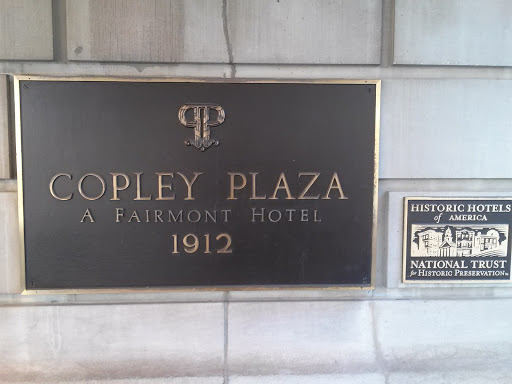 COPLEY PLAZA
A FAIRMONT HOTEL
1912
HISTORIC HOTELS
of AMERICA
NATIONAL TRUST
for HISTORIC PRESERVATION